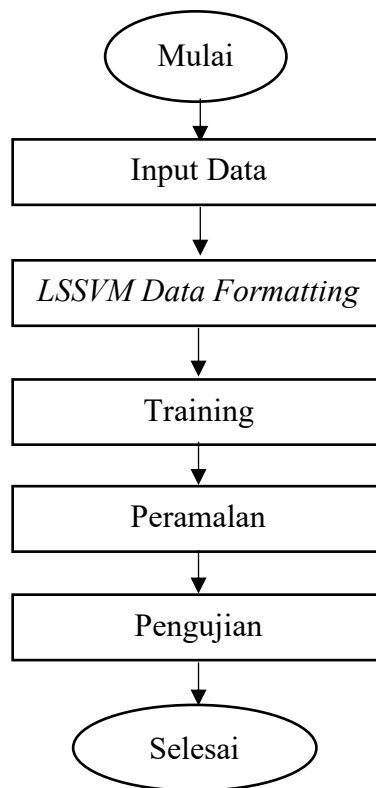 Mulai
Input Data
LSSVM Data Formatting
Training
Peramalan
Pengujian
Selesai